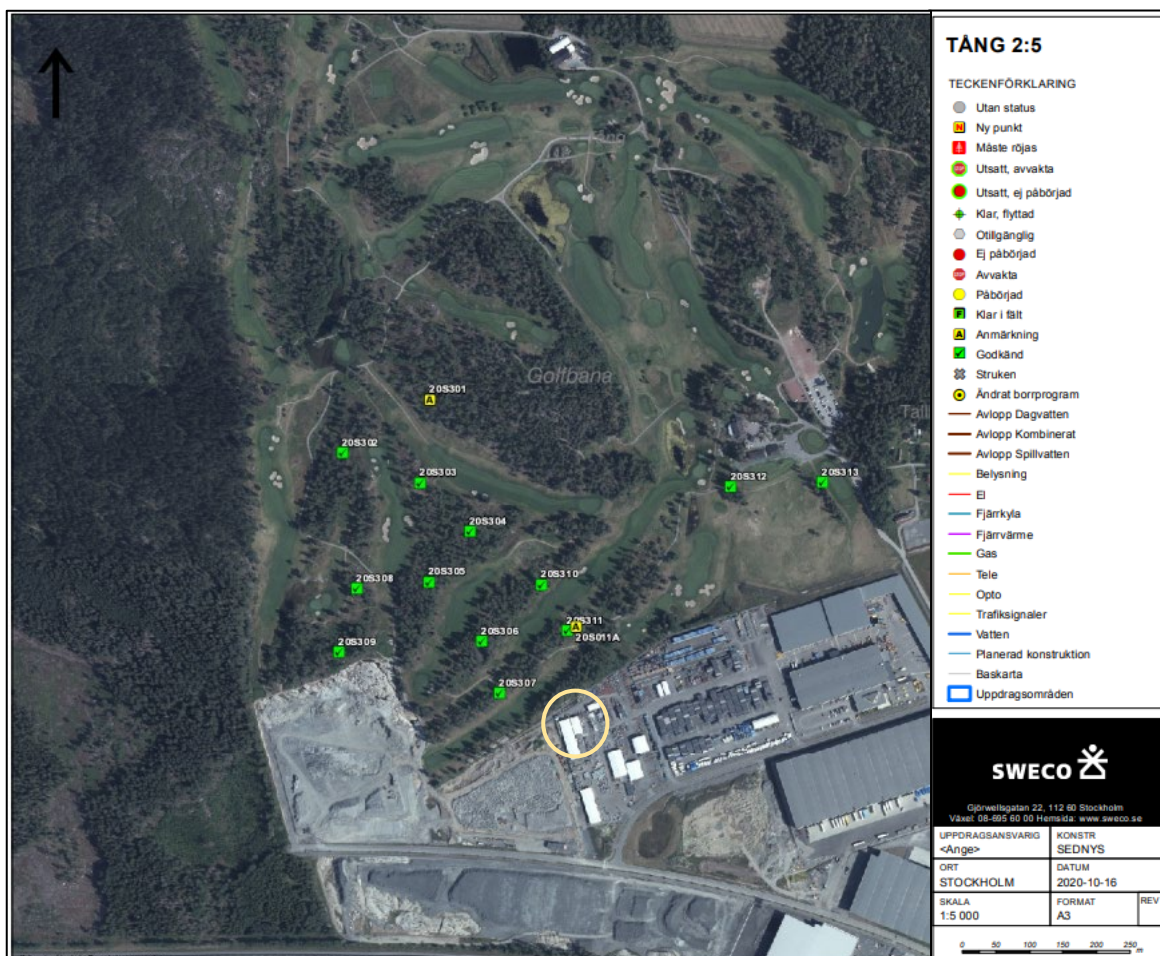 20S301
Golfbana
20S302
20S303
20S312
20S313
20S304
20S308
20S305
20S310
20S311
20S011A
20S306
20S309
20S307
TÅNG 2:5
TECKENFÖRKLARING
Utan status
N Ny punkt
Måste röjas
STOP Utsatt, avvakta
Utsatt, ej påbörjad
Klar, flyttad
Otillgänglig
Ej påbörjad
STOP Avvakta
Påbörjad
F Klar i fält
A Anmärkning
Godkänd
Struken
Ändrat borrprogram
Avlopp Dagvatten
Avlopp Kombinerat
Avlopp Spillvatten
Belysning
El
Fjärrkyla
Fjärrvärme
Gas
Tele
Opto
Trafiksignaler
Vatten
Planerad konstruktion
Baskarta
Uppdragsområden
SWECO
Gjörwellsgatan 22, 112 60 Stockholm
Växel: 08-695 60 00 Hemsida: www.sweco.se
UPPDRAGSANSVARIG
<Ange>
KONSTR
SEDNYS
ORT
STOCKHOLM
DATUM
2020-10-16
SKALA
1:5 000
FORMAT
A3
REV
0 50 100 150 200 250
m